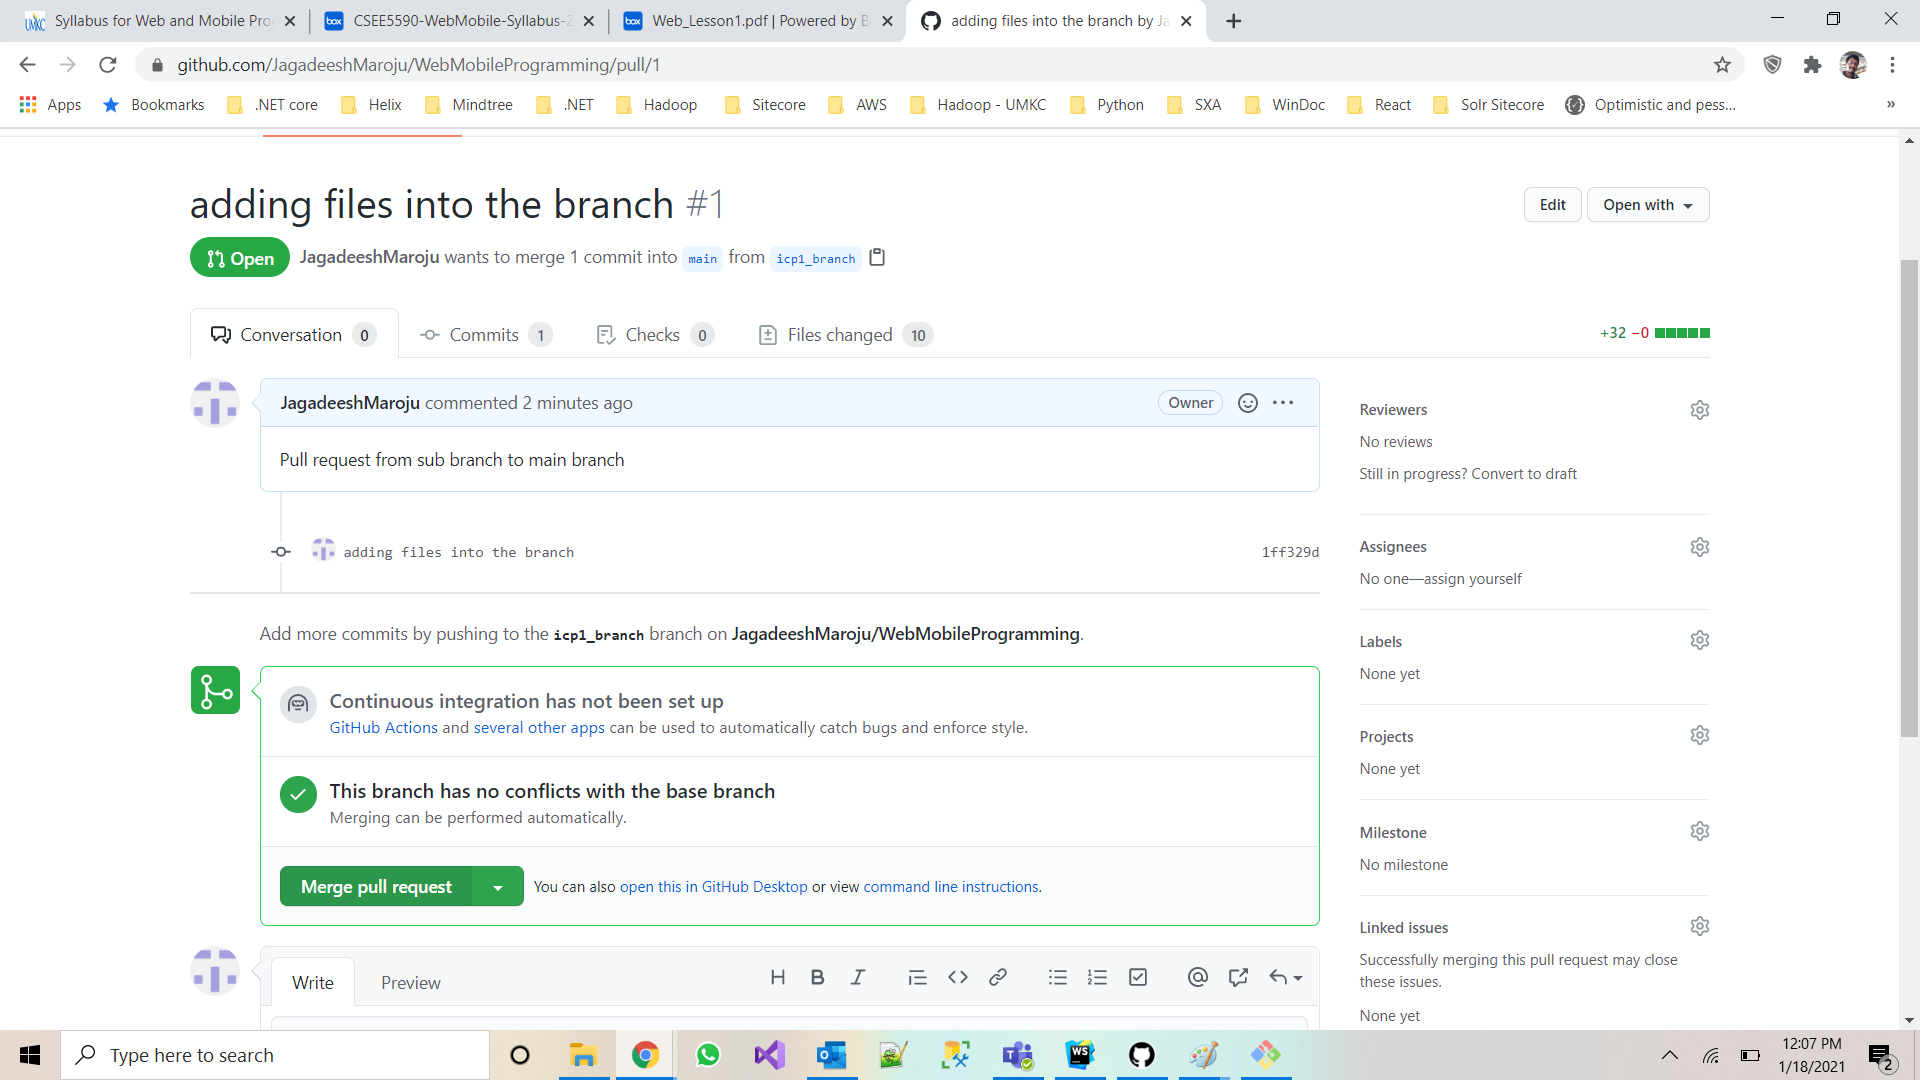 Syllabus for Web and Mobile Pro
CSEE5590-WebMobile-Syllabus-2
Web_Lesson1.pdf | Powered by B
adding files into the branch by Ja
github.com/JagadeeshMaroju/WebMobileProgramming/pull/1
Apps Bookmarks .NET core Helix Mindtree .NET Hadoop Sitecore AWS Hadoop - UMKC Python SXA WinDoc React Solr Sitecore Optimistic and pess... »
adding files into the branch #1
Edit Open with
Open JagadeeshMaroju wants to merge 1 commit into main from icp1_branch
Conversation 0 Commits 1 Checks 0 Files changed 10
+32 −0
JagadeeshMaroju commented 2 minutes ago
Owner
Pull request from sub branch to main branch
adding files into the branch 1ff329d
Add more commits by pushing to the icp1_branch branch on JagadeeshMaroju/WebMobileProgramming.
Continuous integration has not been set up
GitHub Actions and several other apps can be used to automatically catch bugs and enforce style.
This branch has no conflicts with the base branch
Merging can be performed automatically.
Merge pull request You can also open this in GitHub Desktop or view command line instructions.
Write Preview
Reviewers
No reviews
Still in progress? Convert to draft
Assignees
No one—assign yourself
Labels
None yet
Projects
None yet
Milestone
No milestone
Linked issues
Successfully merging this pull request may close
these issues.
None yet
Type here to search
12:07 PM
1/18/2021
2